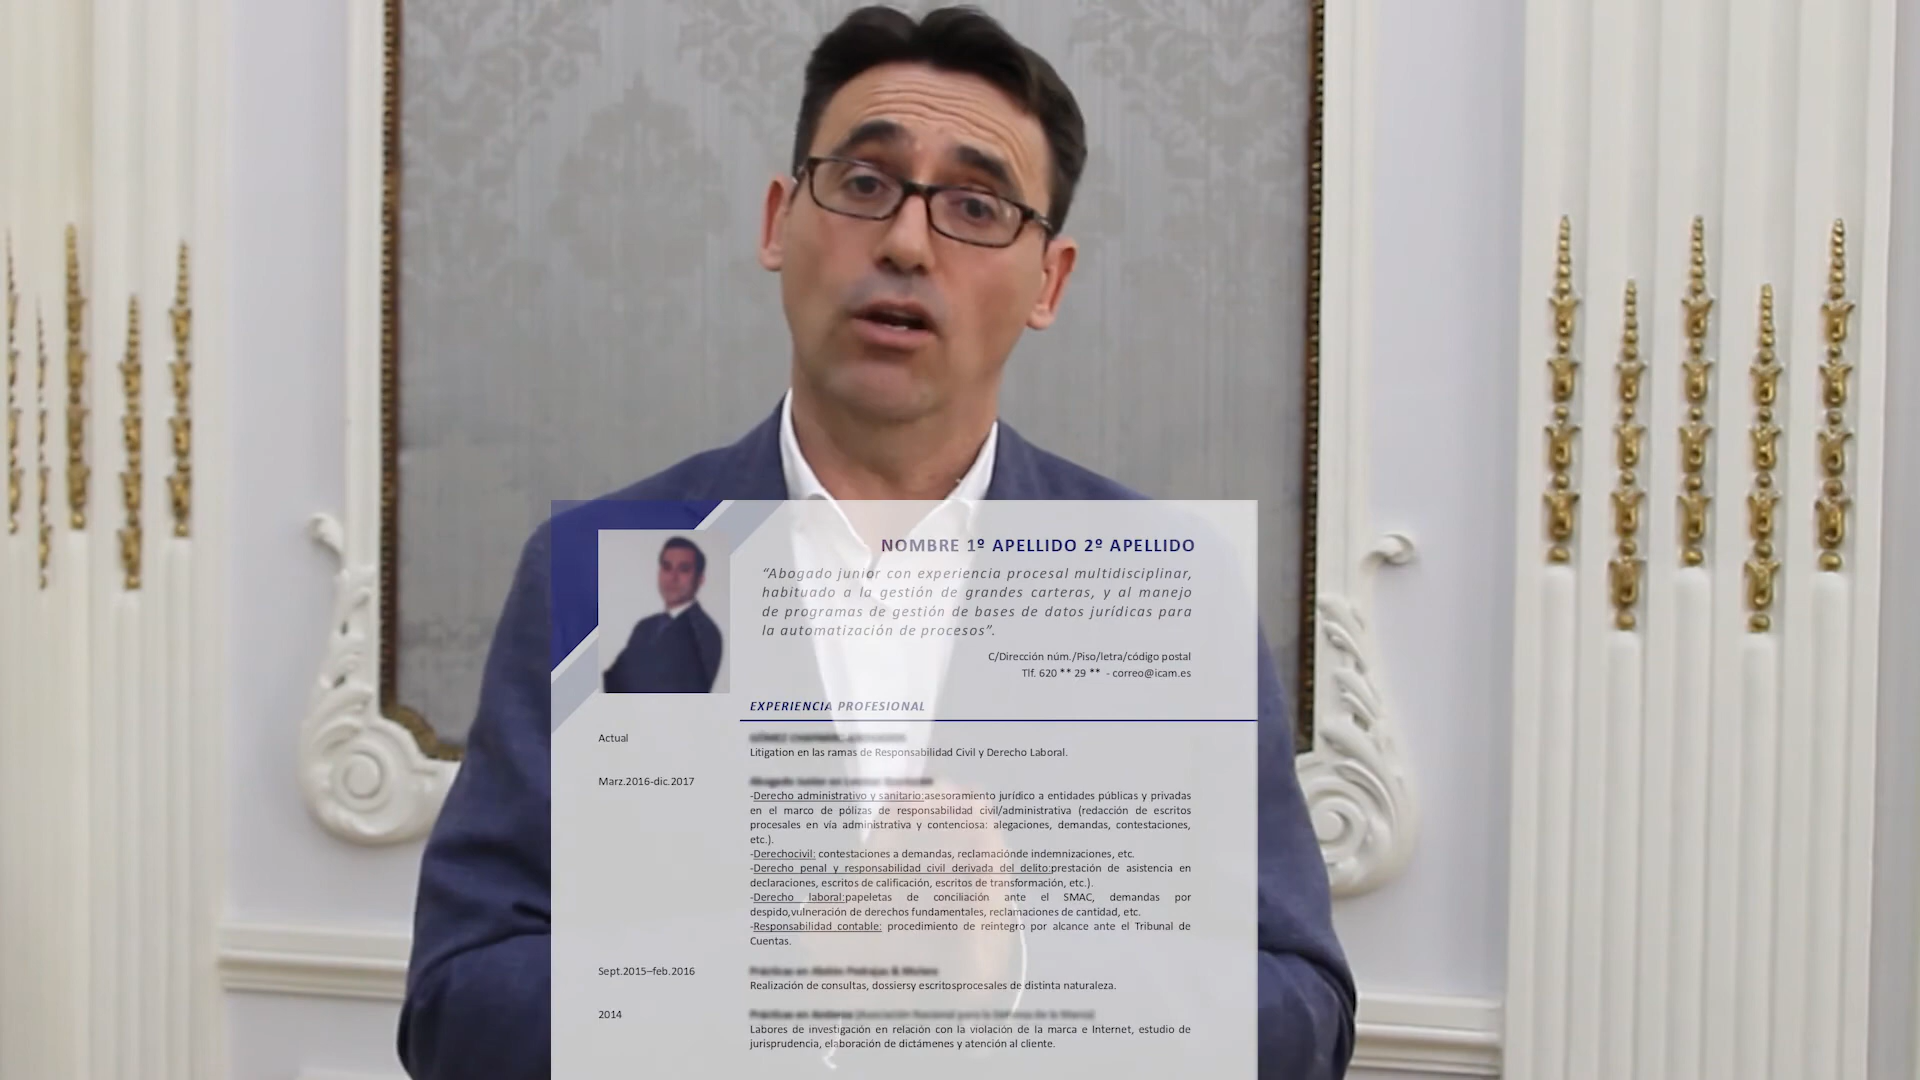 NOMBRE 1º APELLIDO 2º APELLIDO
“Abogado junior con experiencia procesal multidisciplinar,
habituado a la gestión de grandes carteras, y al manejo
de programas de gestión de bases de datos jurídicas para
la automatización de procesos”.
C/Dirección núm./Piso/letra/código postal
Tlf. 620 ** 29 ** - correo@icam.es
EXPERIENCIA PROFESIONAL
Actual
Litigation en las ramas de Responsabilidad Civil y Derecho Laboral.
Marz.2016-dic.2017
-Derecho administrativo y sanitario:asesoramiento jurídico a entidades públicas y privadas
en el marco de pólizas de responsabilidad civil/administrativa (redacción de escritos
procesales en vía administrativa y contenciosa: alegaciones, demandas, contestaciones,
etc.).
-Derechocivil: contestaciones a demandas, reclamaciónde indemnizaciones, etc.
-Derecho penal y responsabilidad civil derivada del delito:prestación de asistencia en
declaraciones, escritos de calificación, escritos de transformación, etc.).
-Derecho laboral:papeletas de conciliación ante el SMAC, demandas por
despido,vulneración de derechos fundamentales, reclamaciones de cantidad, etc.
-Responsabilidad contable: procedimiento de reintegro por alcance ante el Tribunal de
Cuentas.
Sept.2015–feb.2016
Realización de consultas, dossiersy escritosprocesales de distinta naturaleza.
2014
Labores de investigación en relación con la violación de la marca e Internet, estudio de
jurisprudencia, elaboración de dictámenes y atención al cliente.